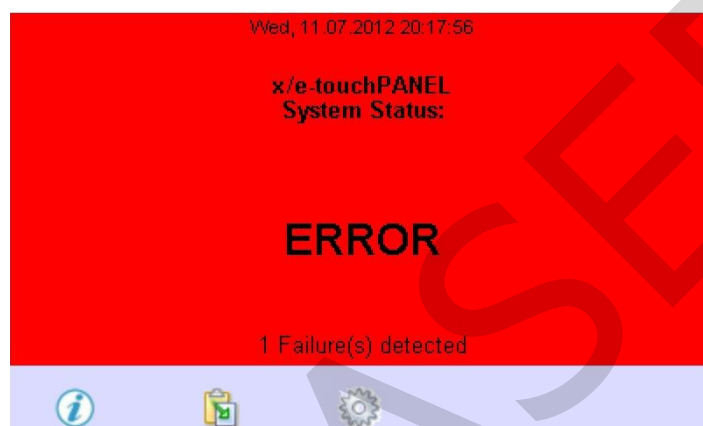 Wed, 11.07.2012 20:17:56
x/e-touchPANEL
System Status:
ERROR
1 Failure(s) detected